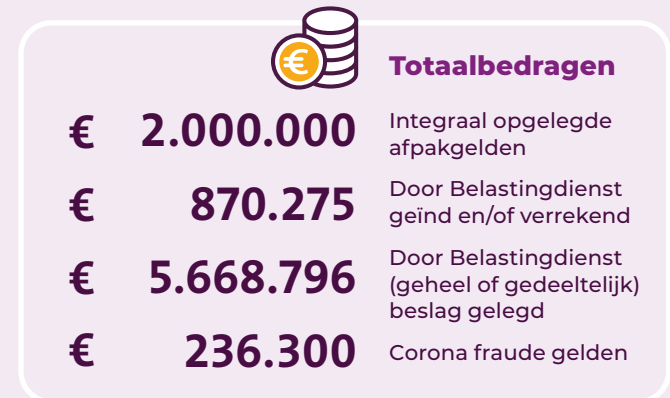 €
Totaalbedragen
€ 2.000.000 Integraal opgelegde
afpakgelden
€ 870.275 Door Belastingdienst
geïnd en/of verrekend
€ 5.668.796 Door Belastingdienst
(geheel of gedeeltelijk)
beslag gelegd
€ 236.300 Corona fraude gelden